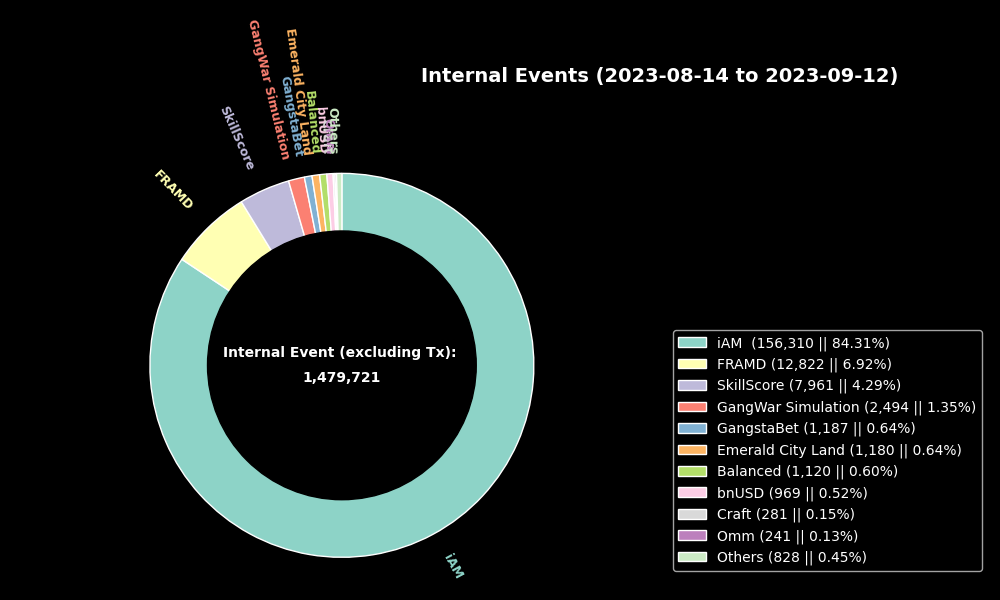 Internal Events (2023-08-14 to 2023-09-12)
GangWar Simulation
Emerald City Land
GangstaBet
Balanced
bnUSD
Others
SkillScore
FRAMD
Internal Event (excluding Tx):
1,479,721
iAM
iAM (156,310 || 84.31%)
FRAMD (12,822 || 6.92%)
SkillScore (7,961 || 4.29%)
GangWar Simulation (2,494 || 1.35%)
GangstaBet (1,187 || 0.64%)
Emerald City Land (1,180 || 0.64%)
Balanced (1,120 || 0.60%)
bnUSD (969 || 0.52%)
Craft (281 || 0.15%)
Omm (241 || 0.13%)
Others (828 || 0.45%)